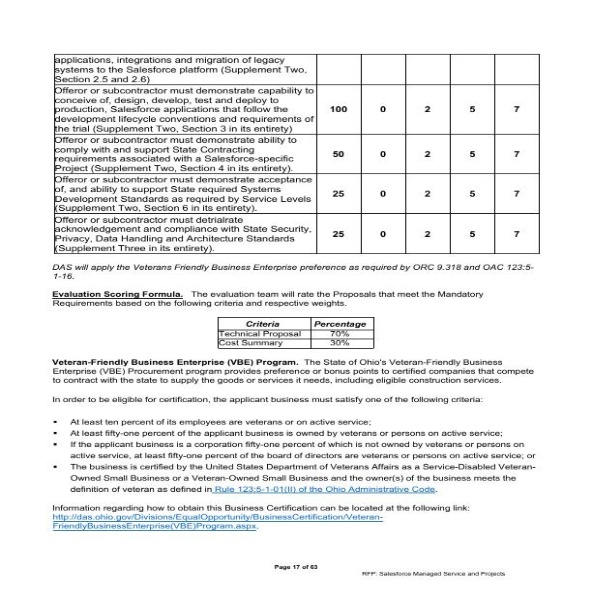 applications, integrations and migration of legacy
systems to the Salesforce platform (Supplement Two,
Section 2.5 and 2.6)
Offeror or subcontractor must demonstrate capability to
conceive of, design, develop, test and deploy to
production, Salesforce applications that follow the
development lifecycle conventions and requirements of
the trial (Supplement Two, Section 3 in its entirety)
100 0 2 5 7
Offeror or subcontractor must demonstrate ability to
comply with and support State Contracting
requirements associated with a Salesforce-specific
Project (Supplement Two, Section 4 in its entirety).
50 0 2 5 7
Offeror or subcontractor must demonstrate acceptance
of, and ability to support State required Systems
Development Standards as required by Service Levels
(Supplement Two, Section 6 in its entirety).
25 0 2 5 7
Offeror or subcontractor must detrialrate
acknowledgement and compliance with State Security,
Privacy, Data Handling and Architecture Standards
(Supplement Three in its entirety).
25 0 2 5 7
DAS will apply the Veterans Friendly Business Enterprise preference as required by ORC 9.318 and OAC 123:5-
1-16.
Evaluation Scoring Formula. The evaluation team will rate the Proposals that meet the Mandatory
Requirements based on the following criteria and respective weights.
Criteria Percentage
Technical Proposal 70%
Cost Summary 30%
Veteran-Friendly Business Enterprise (VBE) Program. The State of Ohio's Veteran-Friendly Business
Enterprise (VBE) Procurement program provides preference or bonus points to certified companies that compete
to contract with the state to supply the goods or services it needs, including eligible construction services.
In order to be eligible for certification, the applicant business must satisfy one of the following criteria:
• At least ten percent of its employees are veterans or on active service;
• At least fifty-one percent of the applicant business is owned by veterans or persons on active service;
• If the applicant business is a corporation fifty-one percent of which is not owned by veterans or persons on
active service, at least fifty-one percent of the board of directors are veterans or persons on active service; or
• The business is certified by the United States Department of Veterans Affairs as a Service-Disabled Veteran-
Owned Small Business or a Veteran-Owned Small Business and the owner(s) of the business meets the
definition of veteran as defined in Rule 123:5-1-01(II) of the Ohio Administrative Code.
Information regarding how to obtain this Business Certification can be located at the following link:
http://das.ohio.gov/Divisions/EqualOpportunity/BusinessCertification/Veteran-
FriendlyBusinessEnterprise(VBE)Program.aspx.
Page 17 of 63
RFP: Salesforce Managed Service and Projects